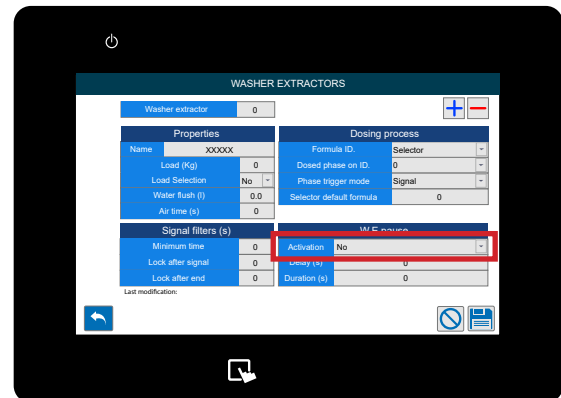 WASHER EXTRACTORS
Washer extractor 0
Properties
Name XXXXX
Load (Kg) 0
Load Selection No
Water flush (l) 0.0
Air time (s) 0
Dosing process
Formula ID. Selector
Dosed phase on ID. 0
Phase trigger mode Signal
Selector default formula 0
Signal filters (s)
Minimum time 0
Lock after signal 0
Lock after end 0
W.E pause
Activation No
Delay (s) 0
Duration (s) 0
Last modification: